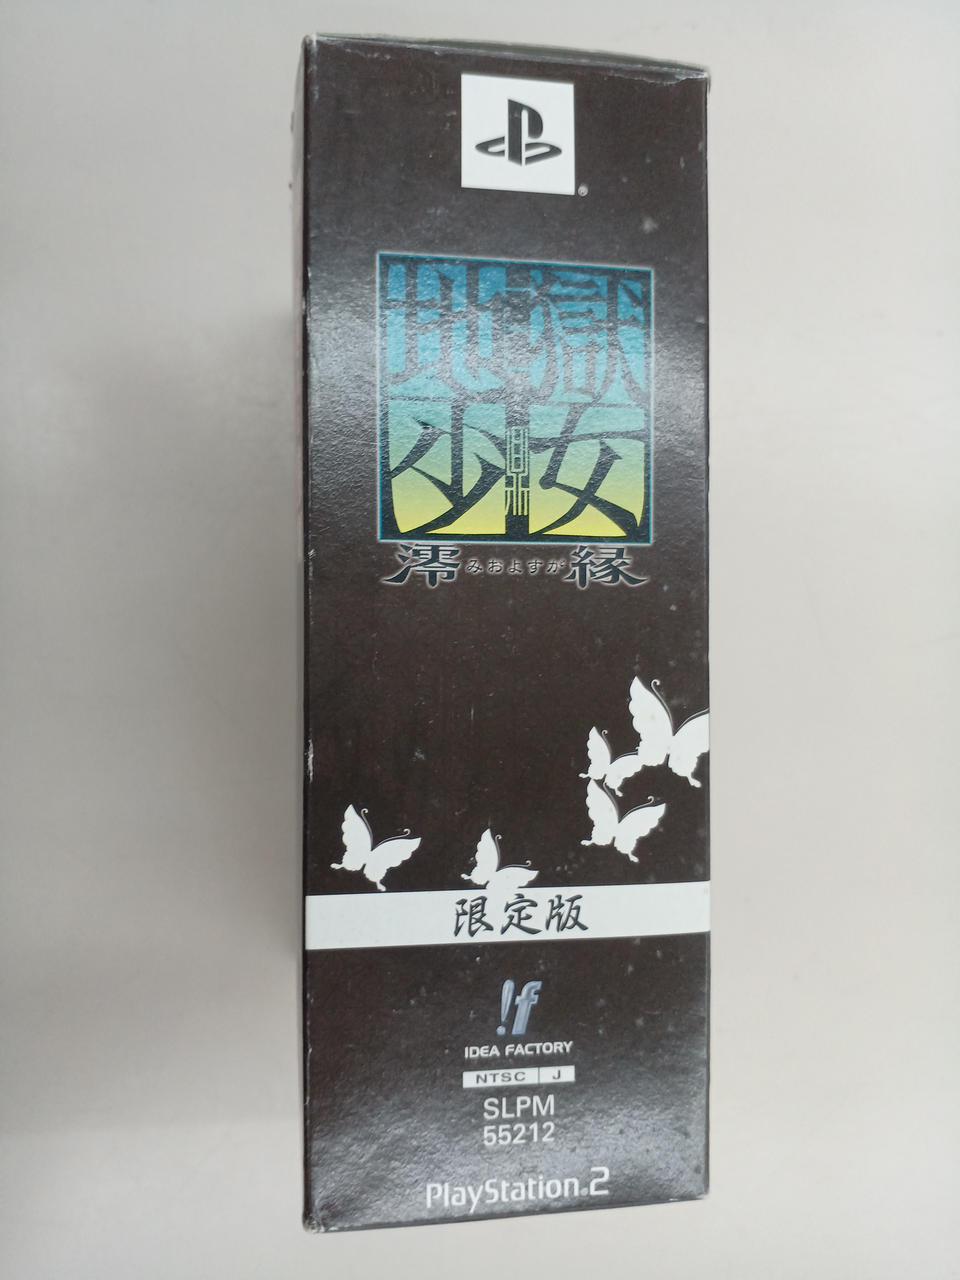 ®
地獄
少女
澪 みおよすが 縁
限定版
!f
IDEA FACTORY
NTSC J
SLPM
55212
PlayStation.2